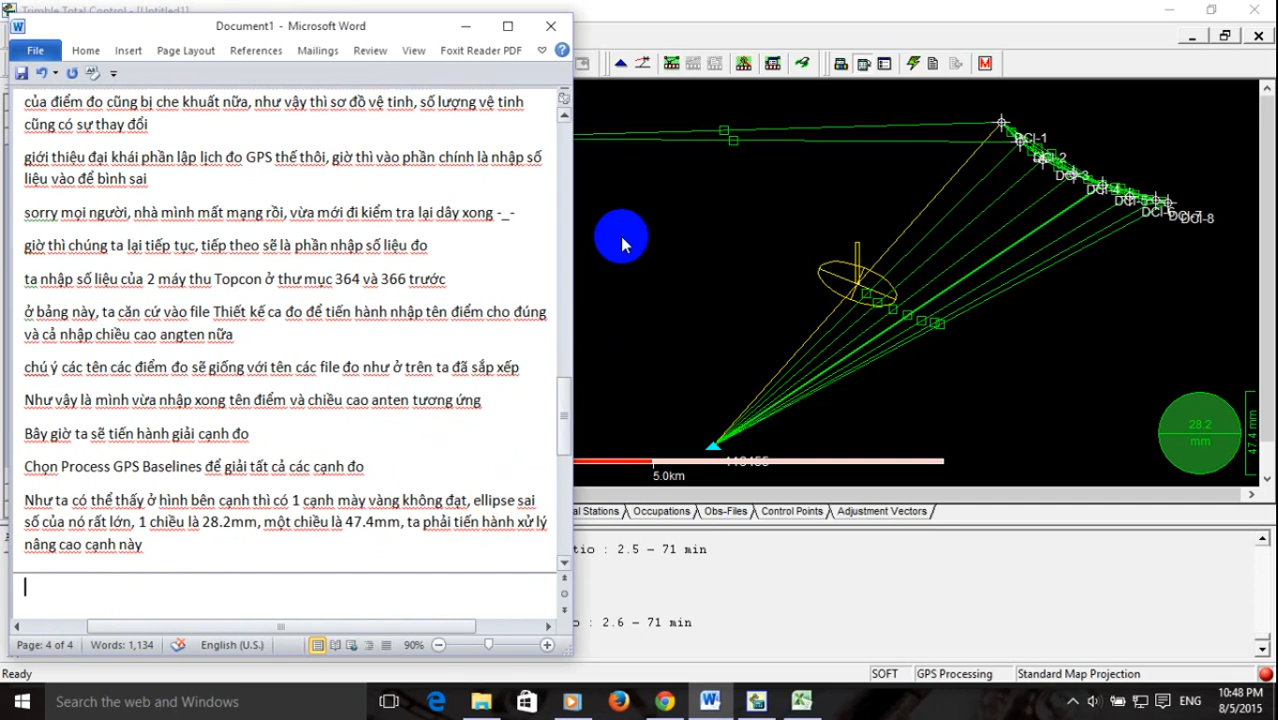 Trimble Total Control - [Untitled1]
Document1 - Microsoft Word
File Home Insert Page Layout References Mailings Review View Foxit Reader PDF
của điểm đo cũng bị che khuất nữa, như vậy thì sơ đồ vệ tinh, số lượng vệ tinh
cũng có sự thay đổi
giới thiệu đại khái phần lập lịch đo GPS thế thôi, giờ thì vào phần chính là nhập số
liệu vào để bình sai
sorry mọi người, nhà mình mất mạng rồi, vừa mới đi kiểm tra lại dây xong -_-
giờ thì chúng ta lại tiếp tục, tiếp theo sẽ là phần nhập số liệu đo
ta nhập số liệu của 2 máy thu Topcon ở thư mục 364 và 366 trước
ở bảng này, ta căn cứ vào file Thiết kế ca đo để tiến hành nhập tên điểm cho đúng
và cả nhập chiều cao angten nữa
chú ý các tên các điểm đo sẽ giống với tên các file đo như ở trên ta đã sắp xếp
Như vậy là mình vừa nhập xong tên điểm và chiều cao anten tương ứng
Bây giờ ta sẽ tiến hành giải cạnh đo
Chọn Process GPS Baselines để giải tất cả các cạnh đo
Như ta có thể thấy ở hình bên cạnh thì có 1 cạnh mày vàng không đạt, ellipse sai
số của nó rất lớn, 1 chiều là 28.2mm, một chiều là 47.4mm, ta phải tiến hành xử lý
nâng cao cạnh này
Page: 4 of 4 Words: 1,134 English (U.S.) 90%
DCI-1
DCI-2
DCI-3
DCI-4
DCI-5
DCI-6
DCI-7
DCI-8
28.2
mm
47.4 mm
5.0km
al Stations Occupations Obs-Files Control Points Adjustment Vectors
tio : 2.5 - 71 min
o : 2.6 - 71 min
Ready SOFT GPS Processing Standard Map Projection
Search the web and Windows
ENG
10:48 PM
8/5/2015